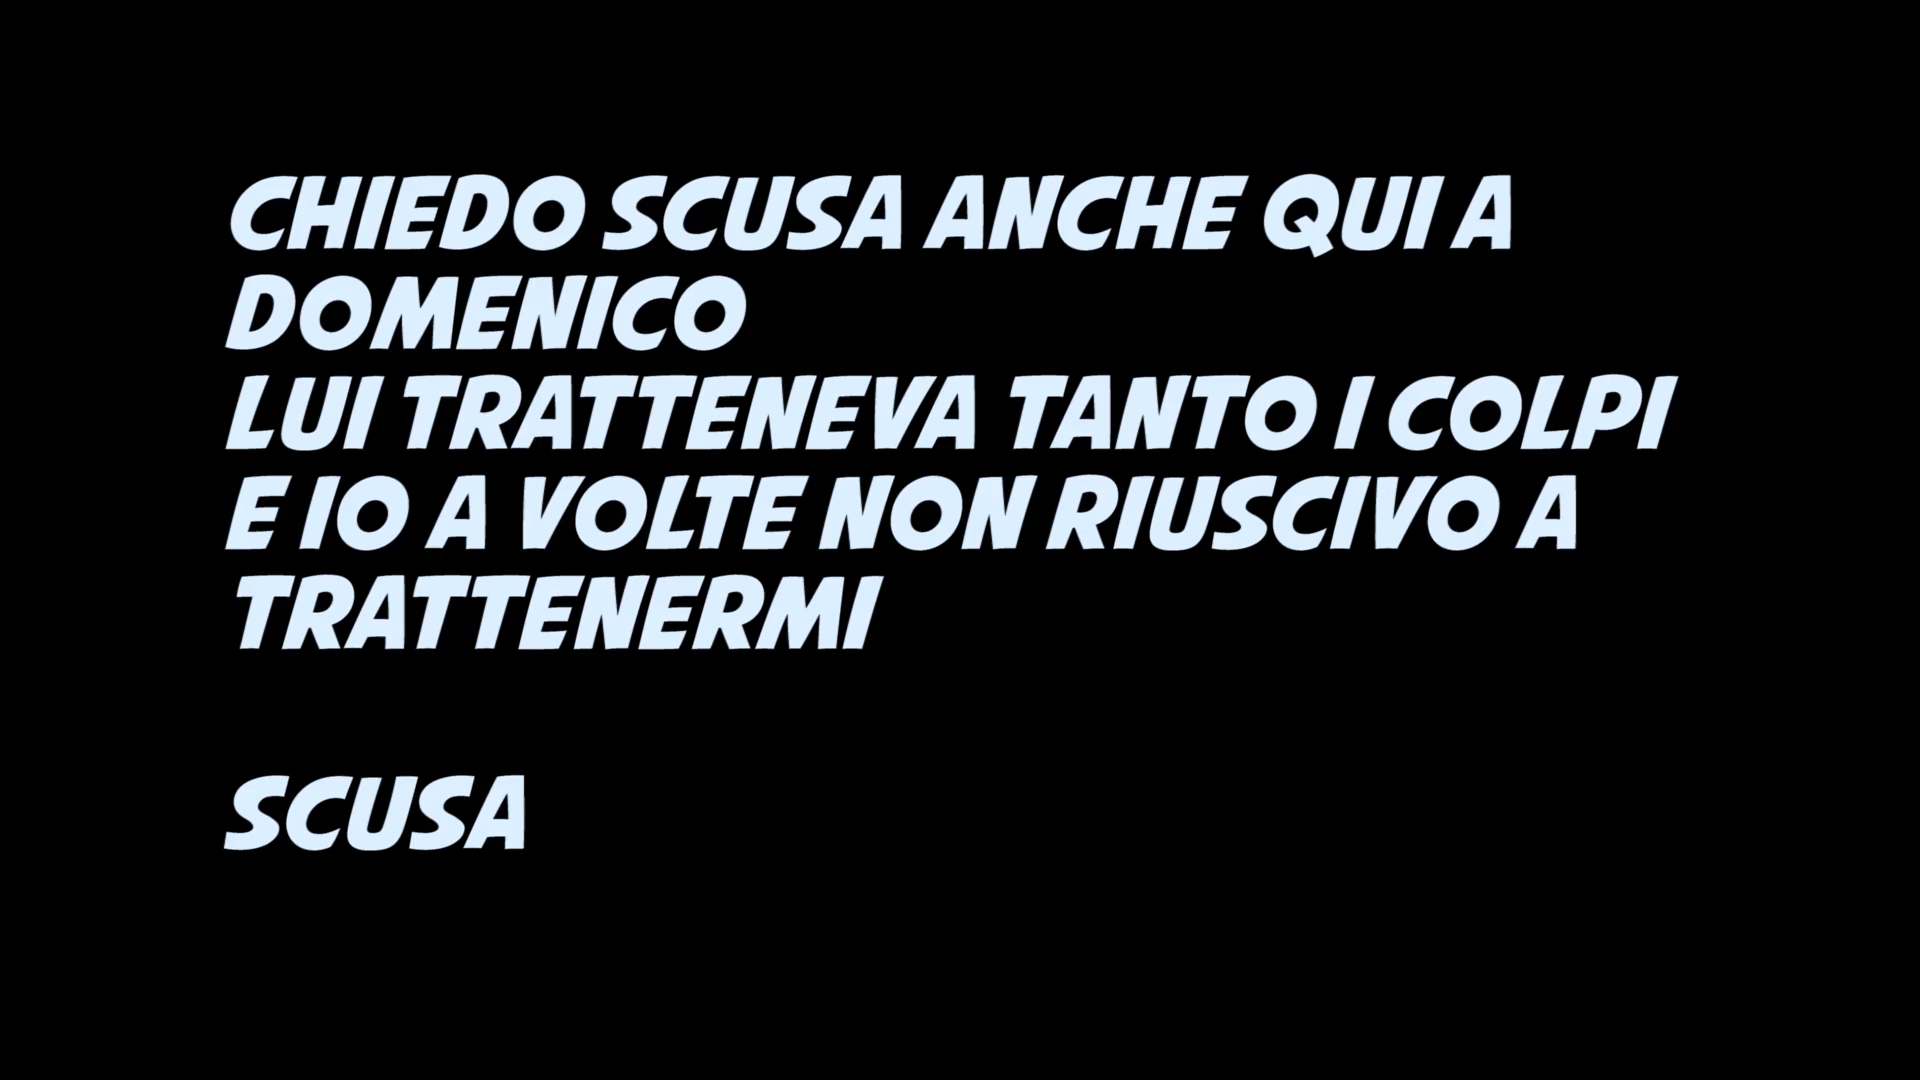 CHIEDO SCUSA ANCHE QUI A
DOMENICO
LUI TRATTENEVA TANTO I COLPI
E IO A VOLTE NON RIUSCIVO A
TRATTENERMI
SCUSA